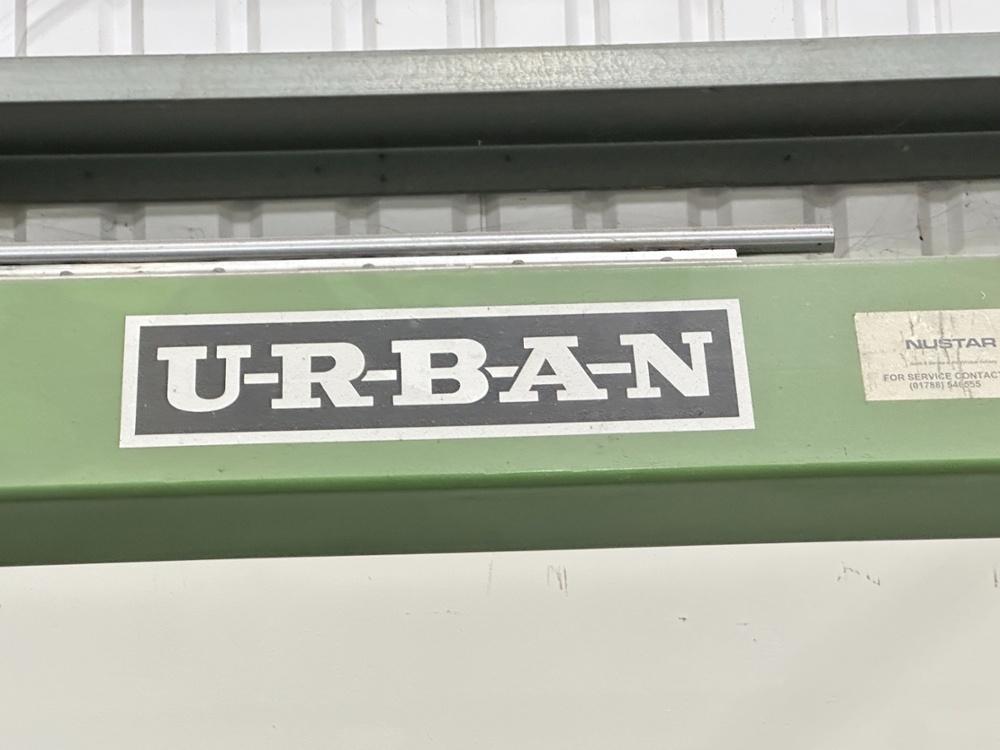 U-R-B-A-N
NUSTAR
FOR SERVICE CONTACT
(01788) 546555